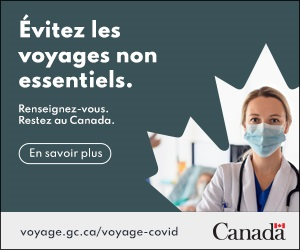 Évitez les
voyages non
essentiels.
Renseignez-vous.
Restez au Canada.
En savoir plus
voyage.gc.ca/voyage-covid
Canada